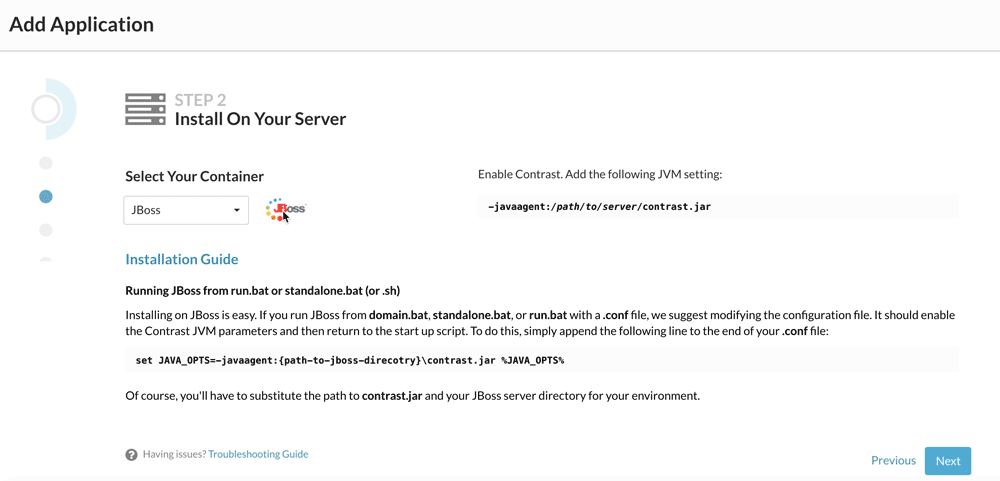 Add Application
STEP 2
Install On Your Server
Select Your Container
Enable Contrast. Add the following JVM setting:
JBoss
JBoss
-javaagent:/path/to/server/contrast.jar
Installation Guide
Running JBoss from run.bat or standalone.bat (or .sh)
Installing on JBoss is easy. If you run JBoss from domain.bat, standalone.bat, or run.bat with a .conf file, we suggest modifying the configuration file. It should enable
the Contrast JVM parameters and then return to the start up script. To do this, simply append the following line to the end of your .conf file:
set JAVA_OPTS=-javaagent:{path-to-jboss-direcotry}\contrast.jar %JAVA_OPTS%
Of course, you'll have to substitute the path to contrast.jar and your JBoss server directory for your environment.
? Having issues? Troubleshooting Guide
Previous
Next